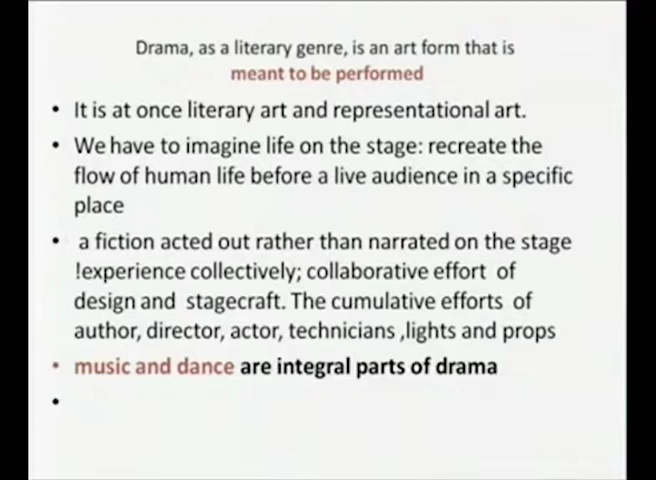 Drama, as a literary genre, is an art form that is
meant to be performed
• It is at once literary art and representational art.
• We have to imagine life on the stage: recreate the
flow of human life before a live audience in a specific
place
• a fiction acted out rather than narrated on the stage
!experience collectively; collaborative effort of
design and stagecraft. The cumulative efforts of
author, director, actor, technicians ,lights and props
• music and dance are integral parts of drama
•